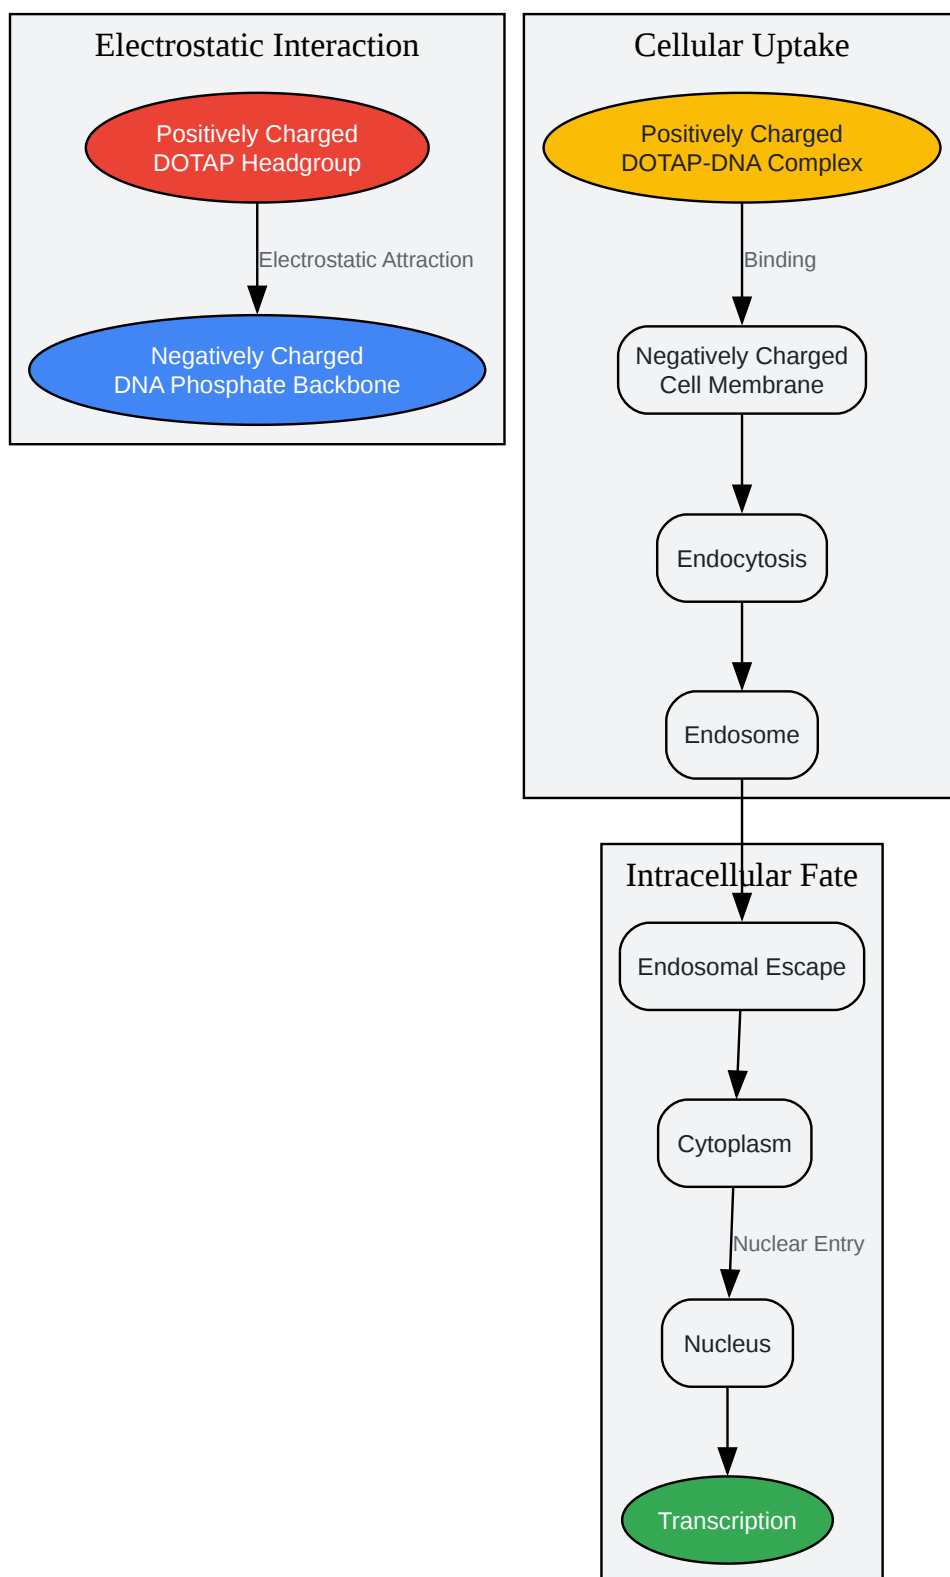 Electrostatic Interaction
Positively Charged
DOTAP Headgroup
Electrostatic Attraction
Negatively Charged
DNA Phosphate Backbone
Cellular Uptake
Positively Charged
DOTAP-DNA Complex
Binding
Negatively Charged
Cell Membrane
Endocytosis
Endosome
Intracellular Fate
Endosomal Escape
Cytoplasm
Nuclear Entry
Nucleus
Transcription